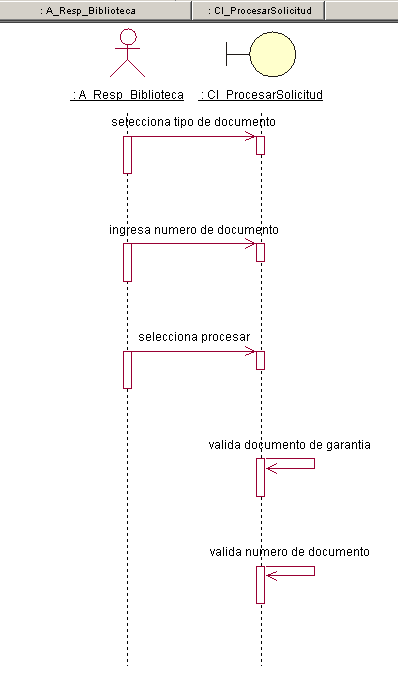 : A_Resp_Biblioteca : CI_ProcesarSolicitud
: A_Resp_Biblioteca : CI_ProcesarSolicitud
selecciona tipo de documento
ingresa numero de documento
selecciona procesar
valida documento de garantia
valida numero de documento